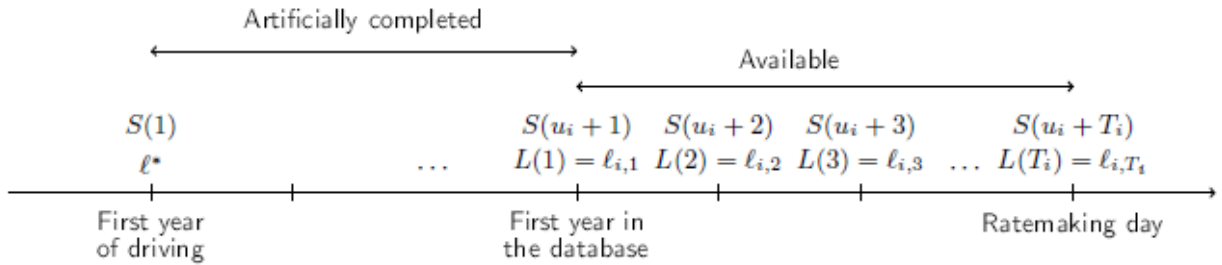 Artificially completed
Available
S(1) S(u_i + 1) S(u_i + 2) S(u_i + 3) S(u_i + T_i)
ℓ* … L(1) = ℓ_{i,1} L(2) = ℓ_{i,2} L(3) = ℓ_{i,3} … L(T_i) = ℓ_{i,T_i}
First year First year in Ratemaking day
of driving the database